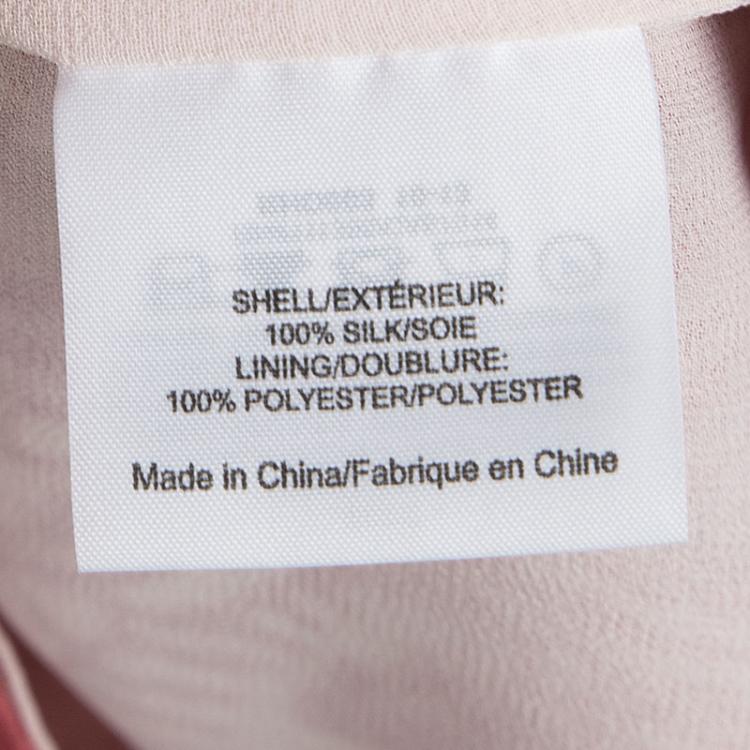 SHELL/EXTÉRIEUR:
100% SILK/SOIE
LINING/DOUBLURE:
100% POLYESTER/POLYESTER
Made in China/Fabrique en Chine